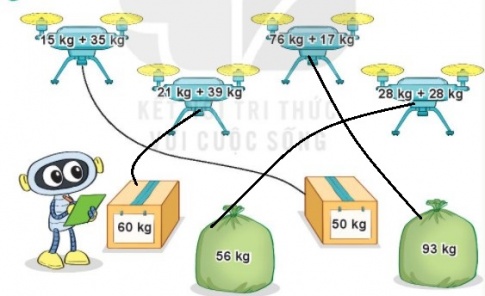 15 kg + 35 kg
76 kg + 17 kg
21 kg + 39 kg
28 kg + 28 kg
KẾT NỐI TRI THỨC
VỚI CUỘC SỐNG
60 kg
56 kg
50 kg
93 kg